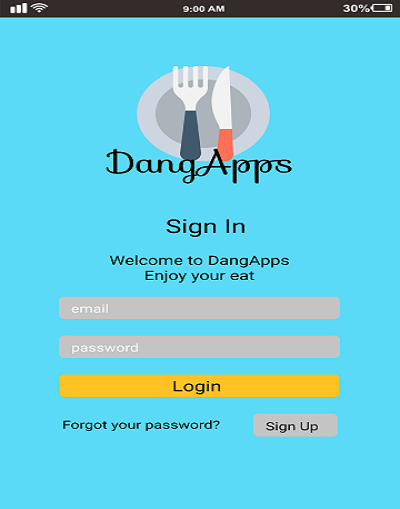 9:00 AM
30%
DangApps
Sign In
Welcome to DangApps
Enjoy your eat
email
password
Login
Forgot your password?
Sign Up